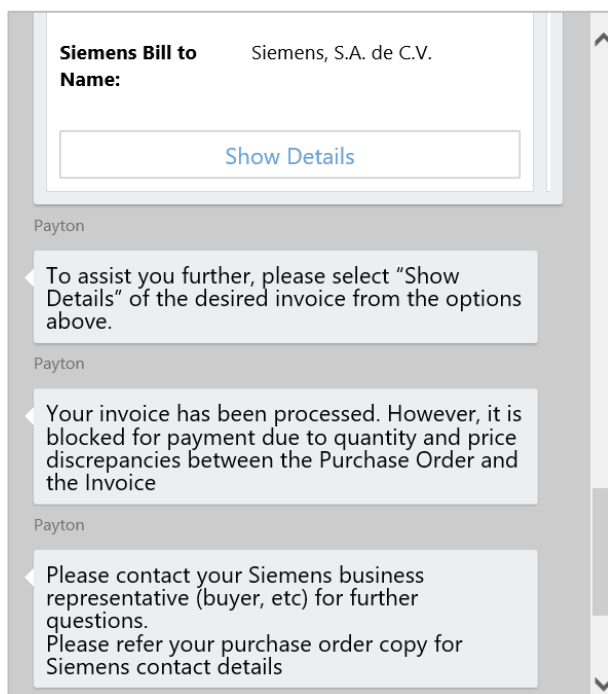 Siemens Bill to Siemens, S.A. de C.V.
Name:
Show Details
Payton
To assist you further, please select “Show
Details” of the desired invoice from the options
above.
Payton
Your invoice has been processed. However, it is
blocked for payment due to quantity and price
discrepancies between the Purchase Order and
the Invoice
Payton
Please contact your Siemens business
representative (buyer, etc) for further
questions.
Please refer your purchase order copy for
Siemens contact details